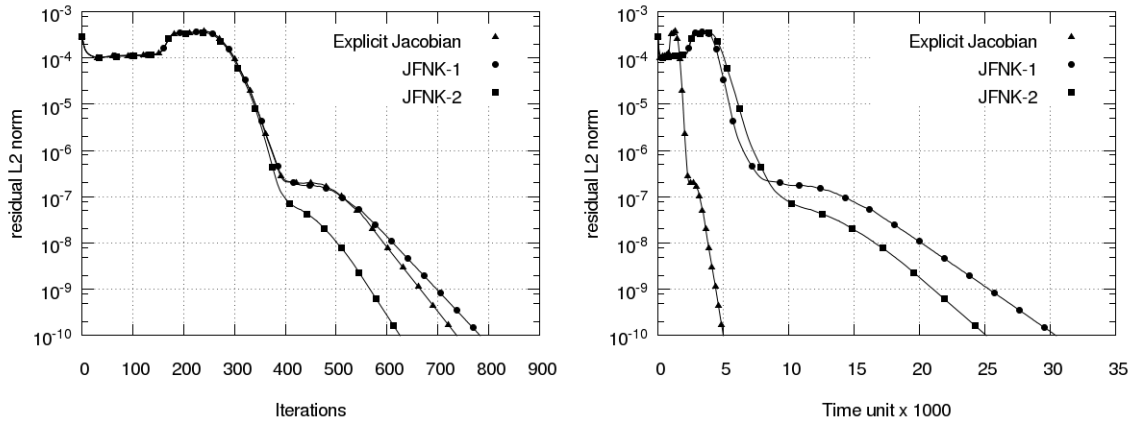 10-3
10-4
10-5
10-6
10-7
10-8
10-9
10-10
residual L2 norm
Explicit Jacobian
JFNK-1
JFNK-2
0 100 200 300 400 500 600 700 800 900
Iterations
10-3
10-4
10-5
10-6
10-7
10-8
10-9
10-10
residual L2 norm
Explicit Jacobian
JFNK-1
JFNK-2
0 5 10 15 20 25 30 35
Time unit x 1000